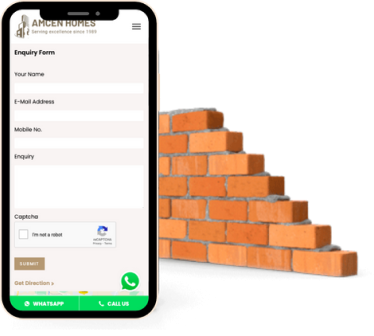 AMCEN HOMES
Serving excellence since 1989
Enquiry Form
Your Name
E-Mail Address
Mobile No.
Enquiry
Captcha
I'm not a robot
reCAPTCHA
Privacy - Terms
SUBMIT
Get Direction >
WHATSAPP
CALL US